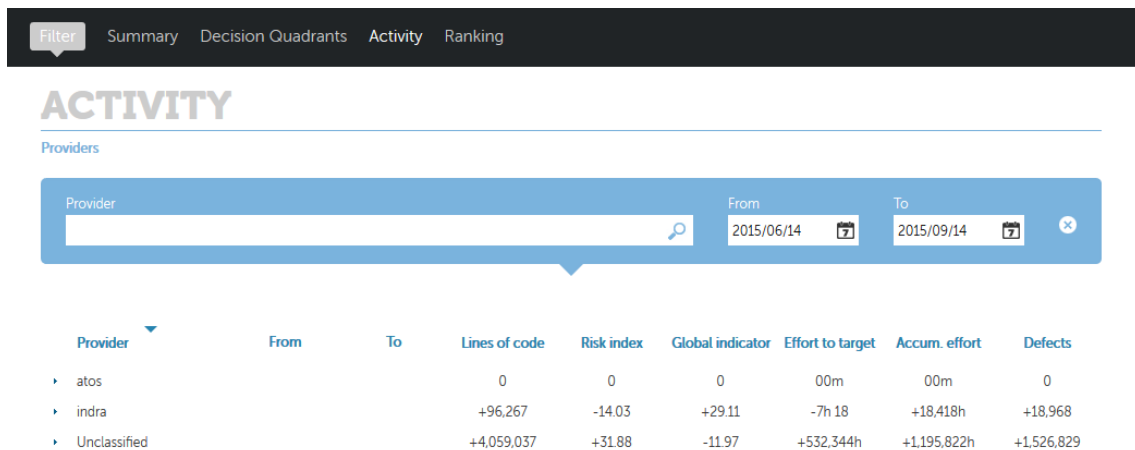 Filter Summary Decision Quadrants Activity Ranking
ACTIVITY
Providers
Provider From To
2015/06/14 7 2015/09/14 7
Provider From To Lines of code Risk index Global indicator Effort to target Accum. effort Defects
atos 0 0 0 00m 00m 0
indra +96,267 -14.03 +29.11 -7h 18 +18,418h +18,968
Unclassified +4,059,037 +31.88 -11.97 +532,344h +1,195,822h +1,526,829